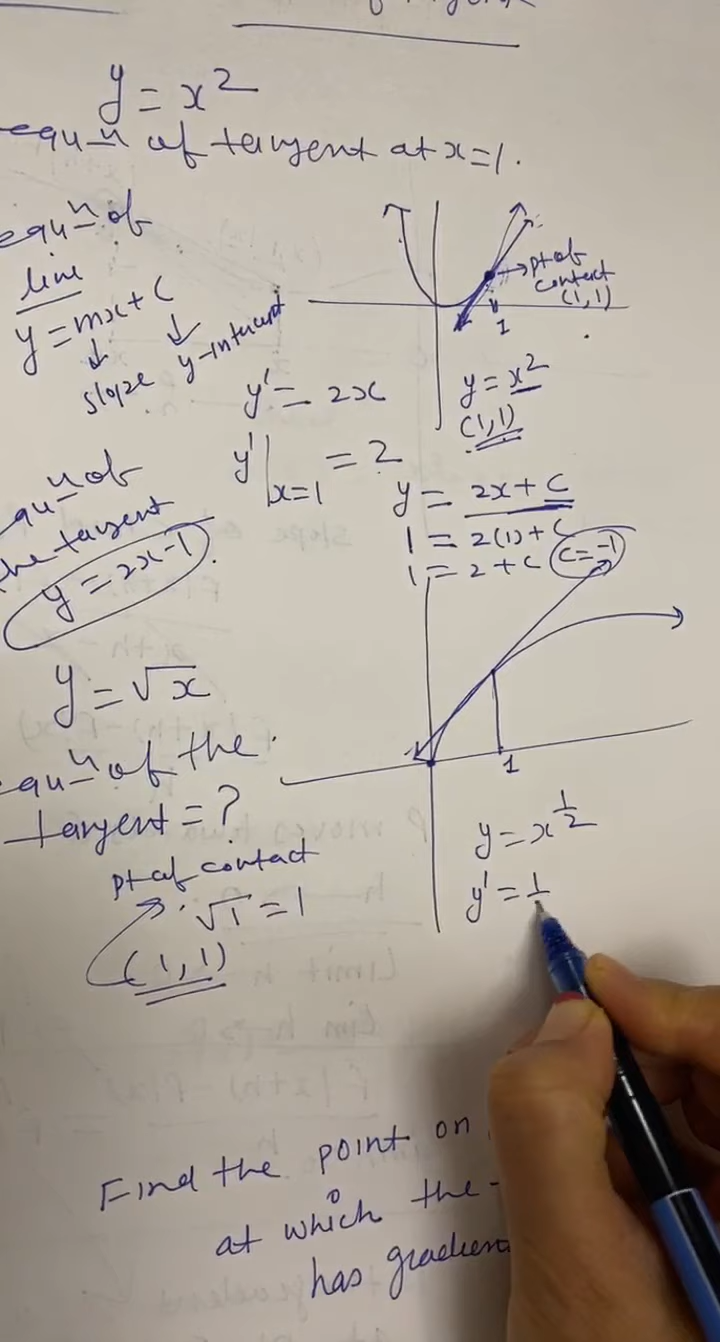 y = x²
equⁿ of tangent at x=1.
equⁿ of
line
y = mx + c
slope y-intercept
pt of
contact
(1,1)
1
y = x²
(1,1)
y' = 2x
y'|x=1 = 2
y = 2x + c
1 = 2(1) + c
1 = 2 + c c = -1
equⁿ of
the tangent
y = 2x-1
y = √x
equⁿ of the
tangent = ?
pt of contact
√1 = 1
(1,1)
1
y = x^1/2
y' = 1/
Find the point on
at which the
has gradient